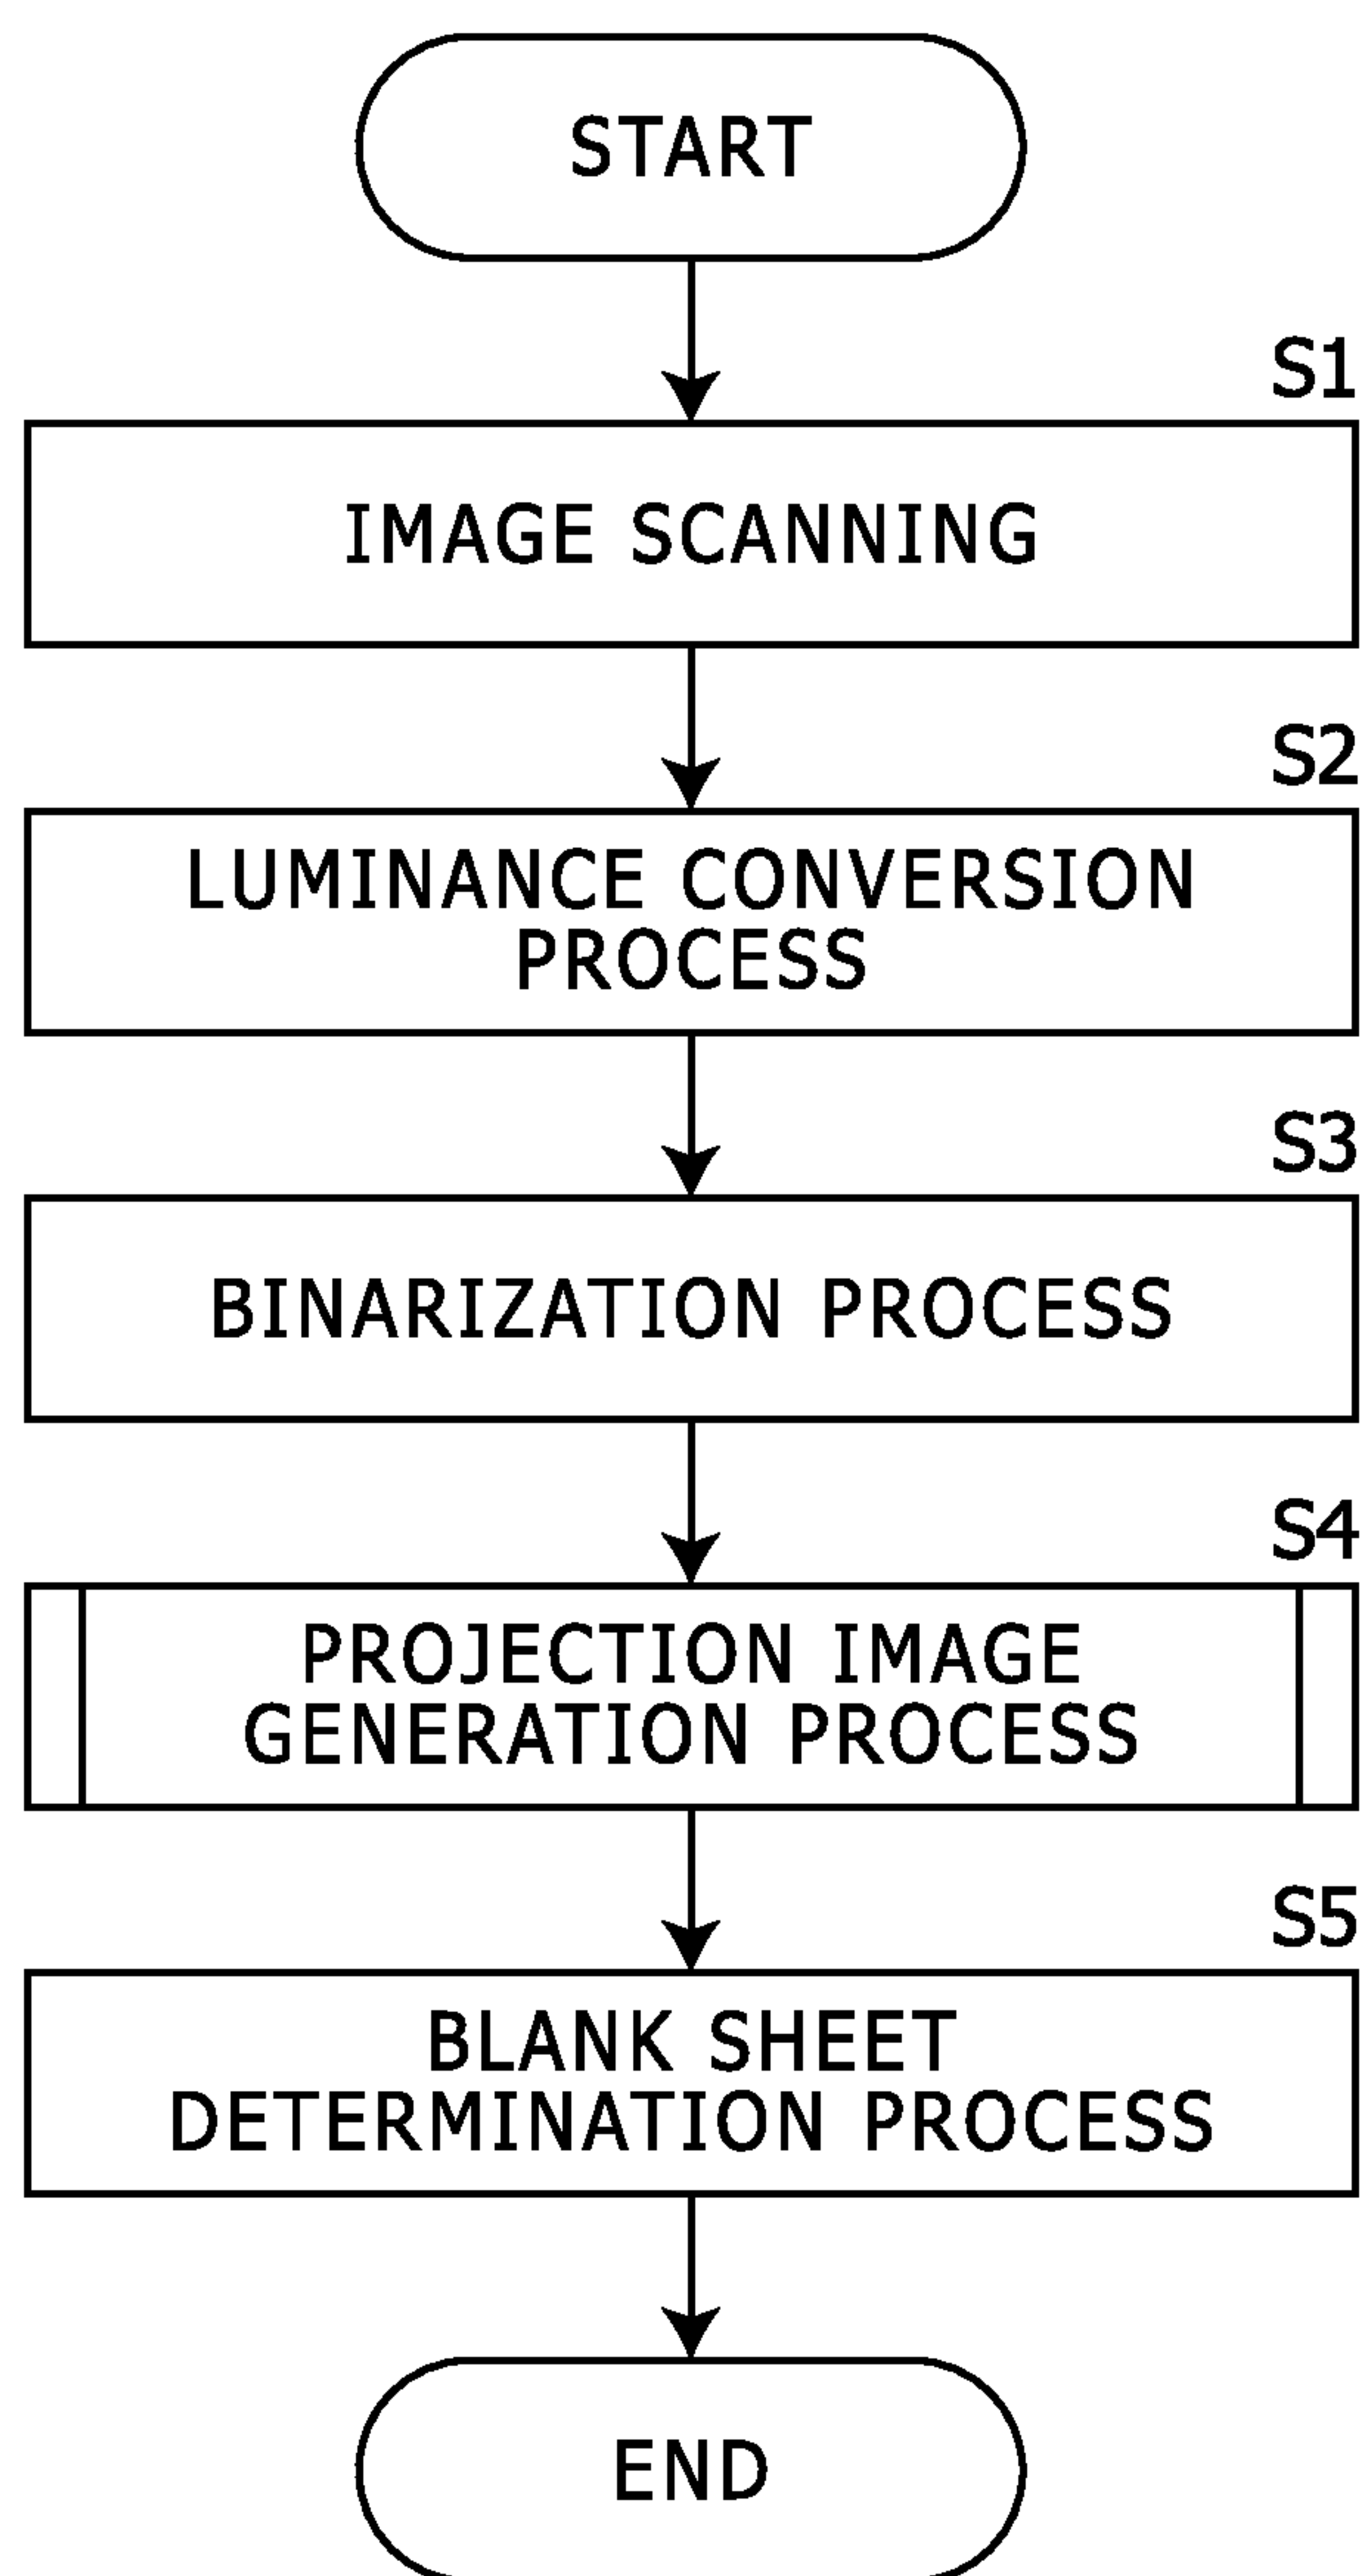 START
S1
IMAGE SCANNING
S2
LUMINANCE CONVERSION
PROCESS
S3
BINARIZATION PROCESS
S4
PROJECTION IMAGE
GENERATION PROCESS
S5
BLANK SHEET
DETERMINATION PROCESS
END